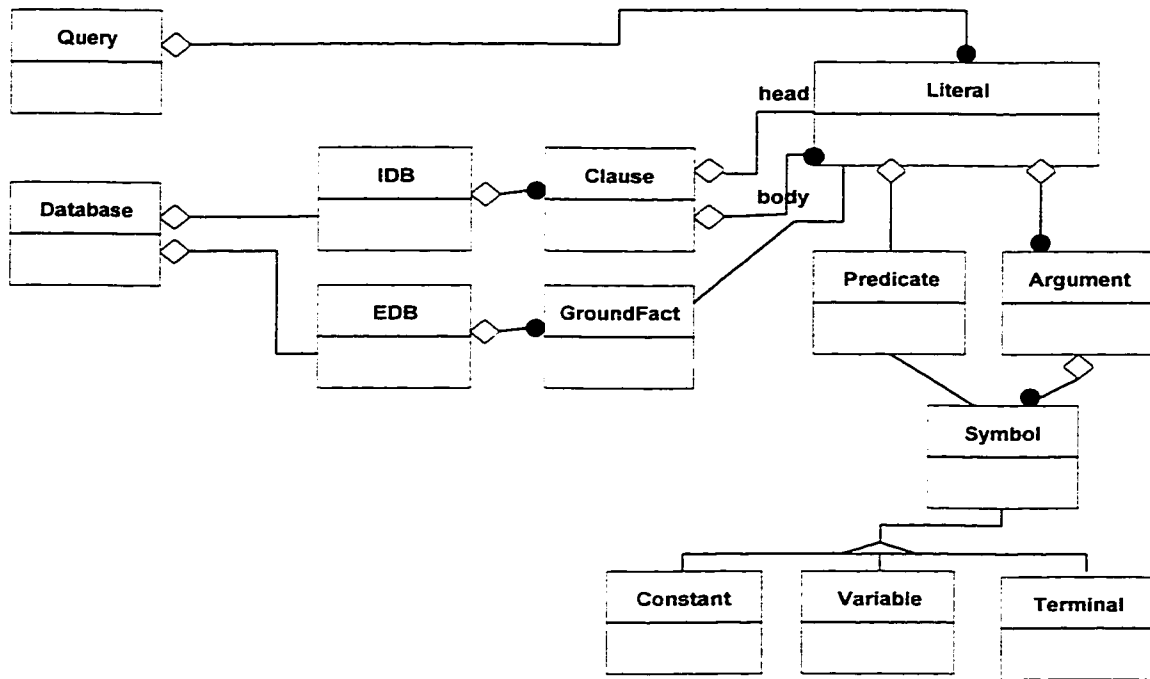 Query
Literal
head
IDB
Clause
body
Database
Predicate
Argument
EDB
GroundFact
Symbol
Constant
Variable
Terminal